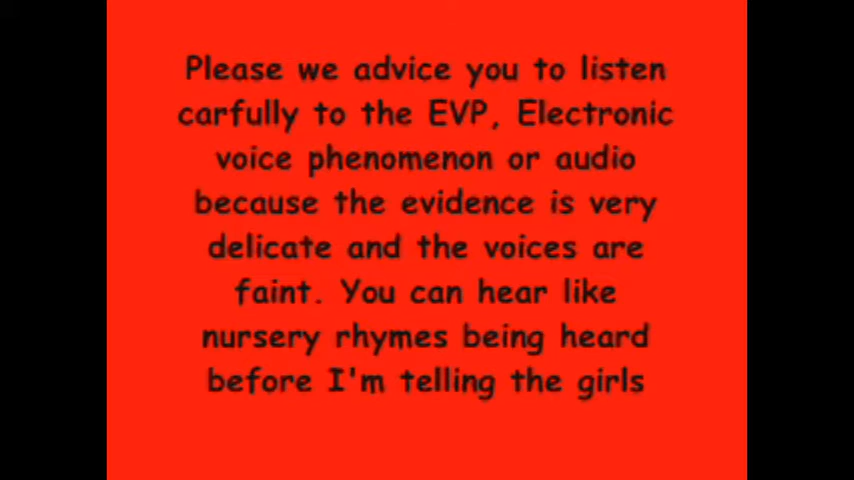 Please we advice you to listen
carfully to the EVP, Electronic
voice phenomenon or audio
because the evidence is very
delicate and the voices are
faint. You can hear like
nursery rhymes being heard
before I'm telling the girls